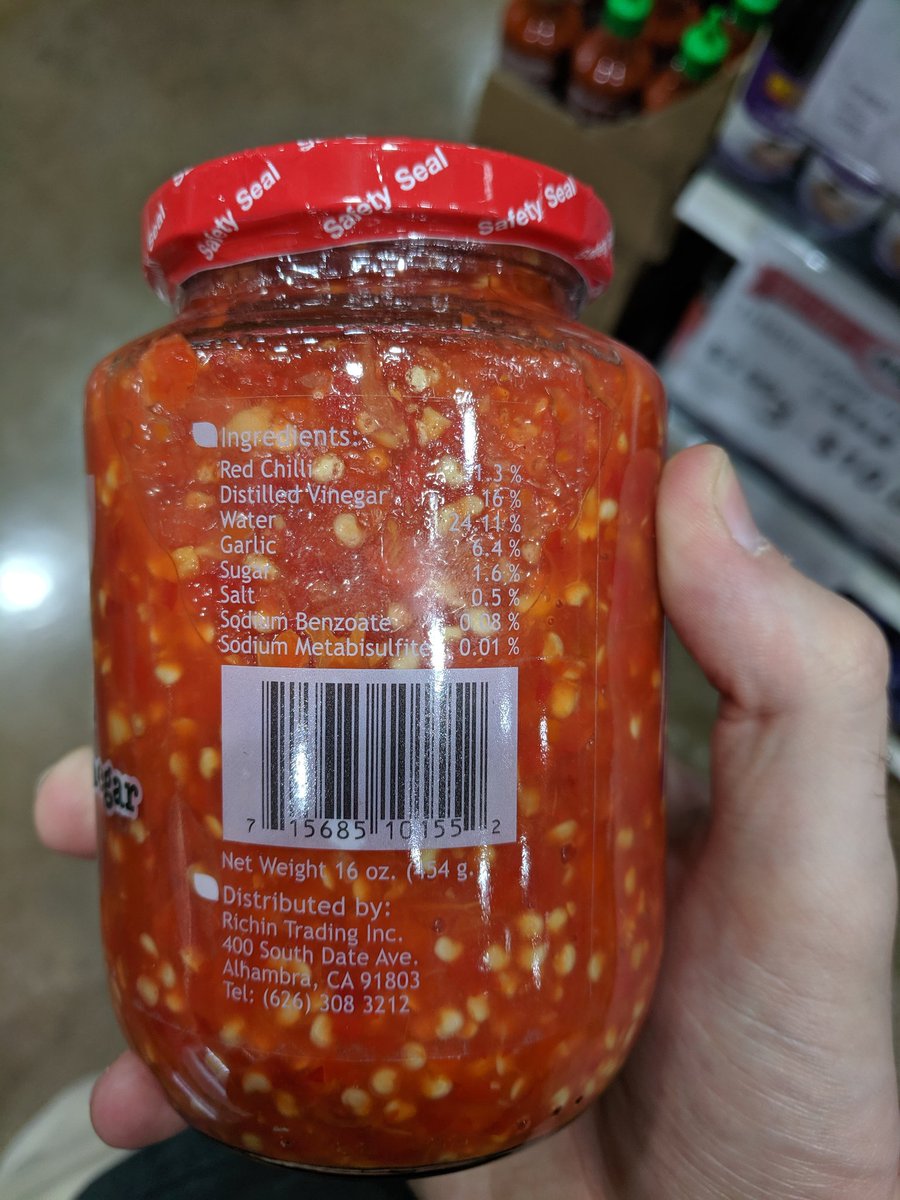 Safety Seal
Safety Seal
Safety Seal
Ingredients:
Red Chilli 1.3 %
Distilled Vinegar 16 %
Water 24.11 %
Garlic 6.4 %
Sugar 1.6 %
Salt 0.5 %
Sodium Benzoate 0.08 %
Sodium Metabisulfite 0.01 %
7 15685 10155 2
Net Weight 16 oz. (454 g.
Distributed by:
Richin Trading Inc.
400 South Date Ave.
Alhambra, CA 91803
Tel: (626) 308 3212